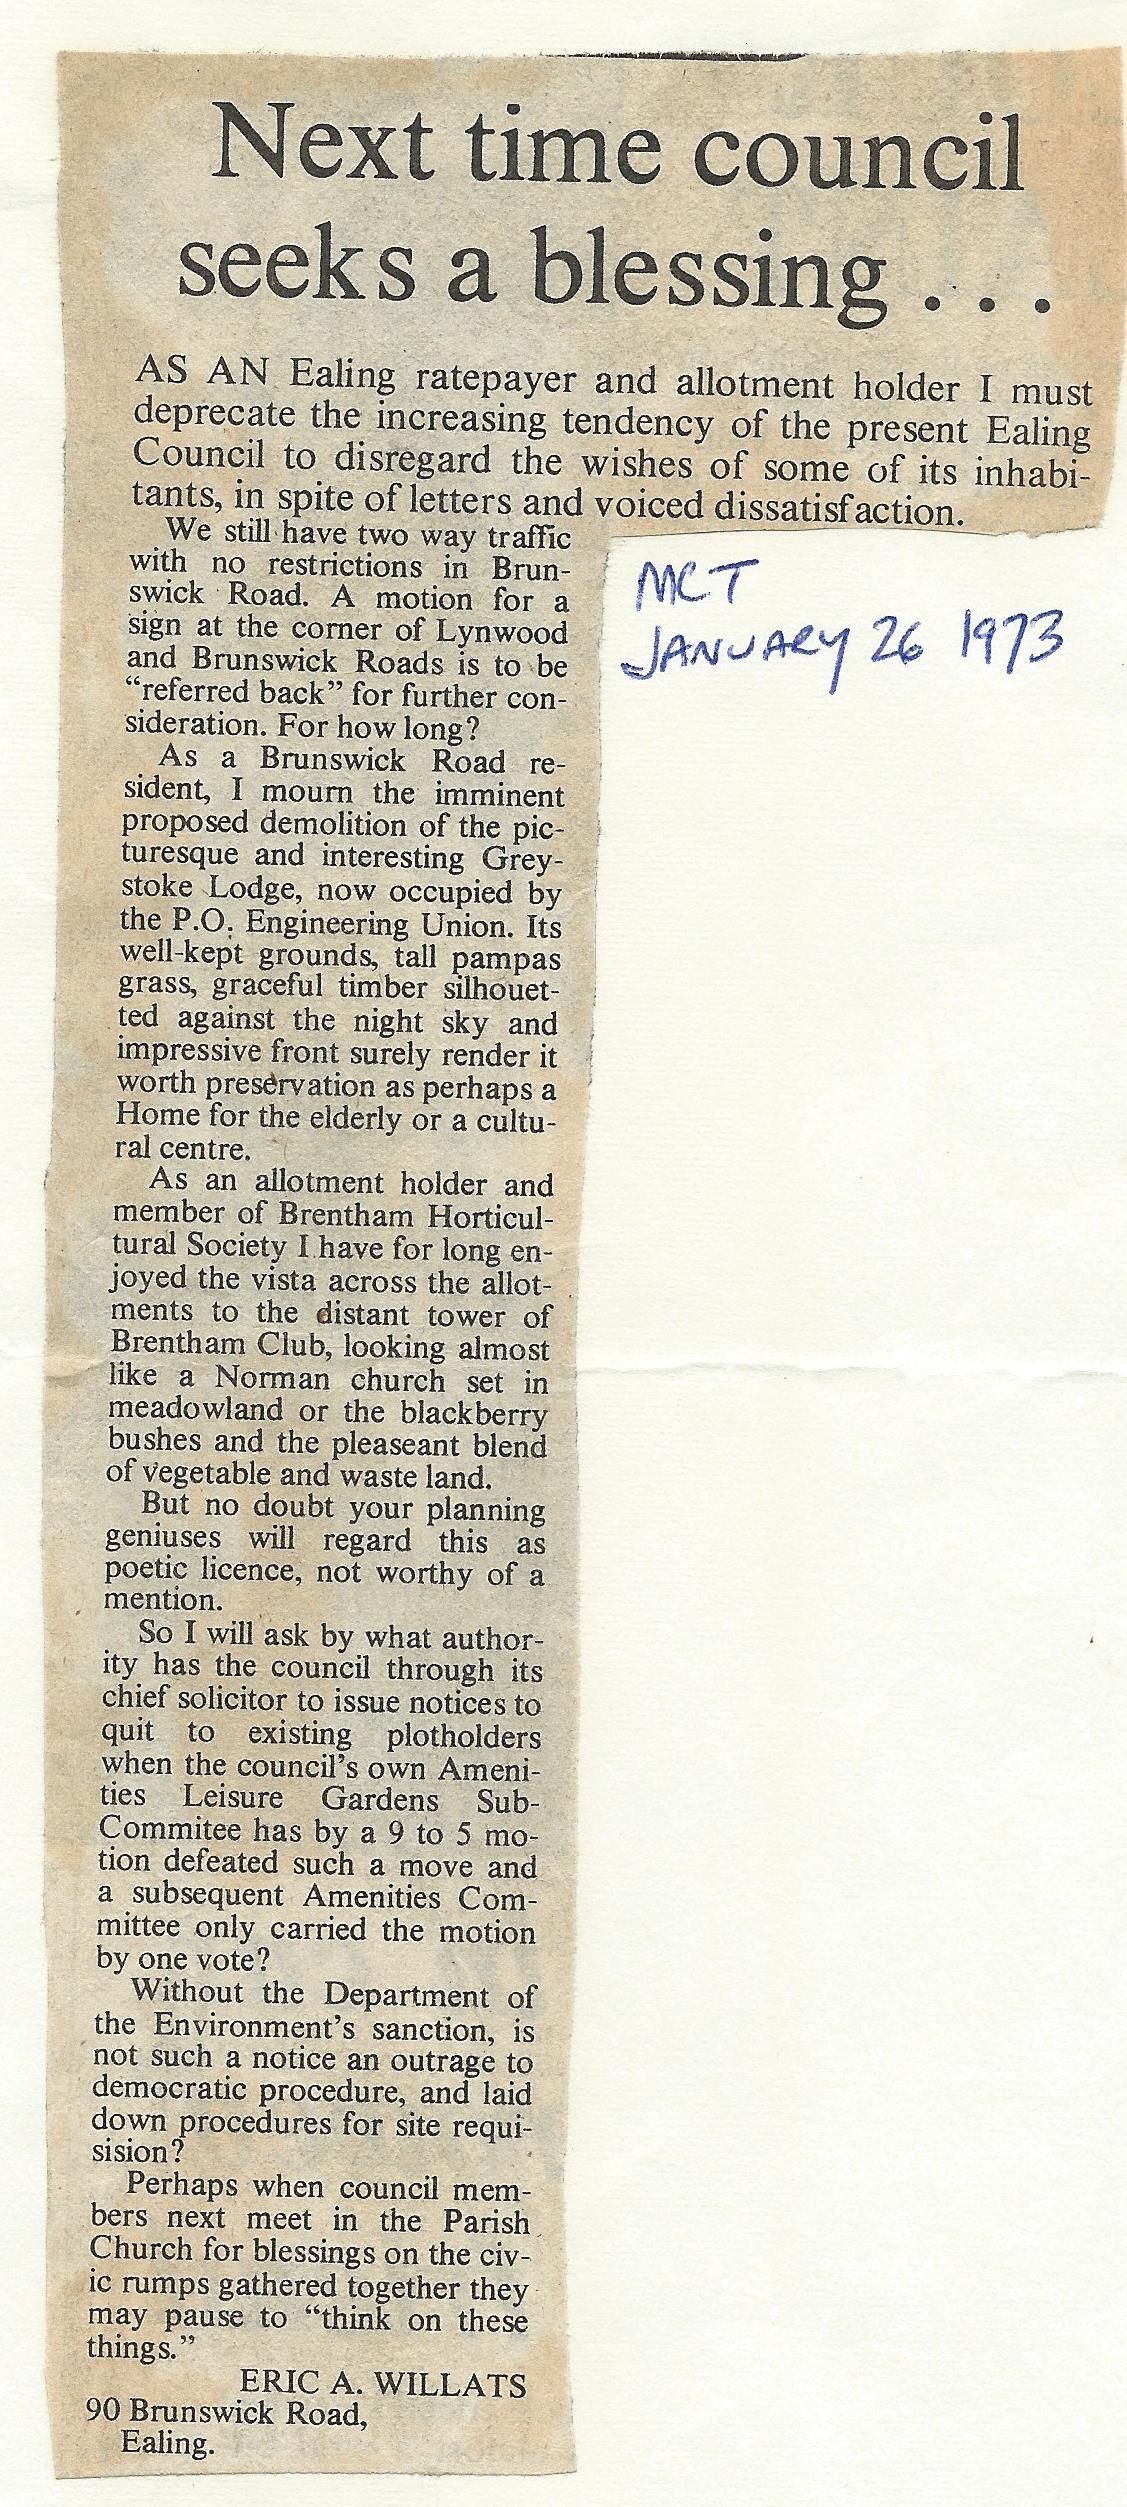 Next time council
seeks a blessing . . .
AS AN Ealing ratepayer and allotment holder I must
deprecate the increasing tendency of the present Ealing
Council to disregard the wishes of some of its inhabi-
tants, in spite of letters and voiced dissatisfaction.
We still have two way traffic
with no restrictions in Brun-
swick Road. A motion for a
sign at the corner of Lynwood
and Brunswick Roads is to be
“referred back” for further con-
sideration. For how long?
As a Brunswick Road re-
sident, I mourn the imminent
proposed demolition of the pic-
turesque and interesting Grey-
stoke Lodge, now occupied by
the P.O. Engineering Union. Its
well-kept grounds, tall pampas
grass, graceful timber silhouet-
ted against the night sky and
impressive front surely render it
worth preservation as perhaps a
Home for the elderly or a cultu-
ral centre.
As an allotment holder and
member of Brentham Horticul-
tural Society I have for long en-
joyed the vista across the allot-
ments to the distant tower of
Brentham Club, looking almost
like a Norman church set in
meadowland or the blackberry
bushes and the pleaseant blend
of vegetable and waste land.
But no doubt your planning
geniuses will regard this as
poetic licence, not worthy of a
mention.
So I will ask by what author-
ity has the council through its
chief solicitor to issue notices to
quit to existing plotholders
when the council’s own Ameni-
ties Leisure Gardens Sub-
Commitee has by a 9 to 5 mo-
tion defeated such a move and
a subsequent Amenities Com-
mittee only carried the motion
by one vote?
Without the Department of
the Environment’s sanction, is
not such a notice an outrage to
democratic procedure, and laid
down procedures for site requi-
sision?
Perhaps when council mem-
bers next meet in the Parish
Church for blessings on the civ-
ic rumps gathered together they
may pause to “think on these
things.”
ERIC A. WILLATS
90 Brunswick Road,
Ealing.
MCT
JANUARY 26 1973